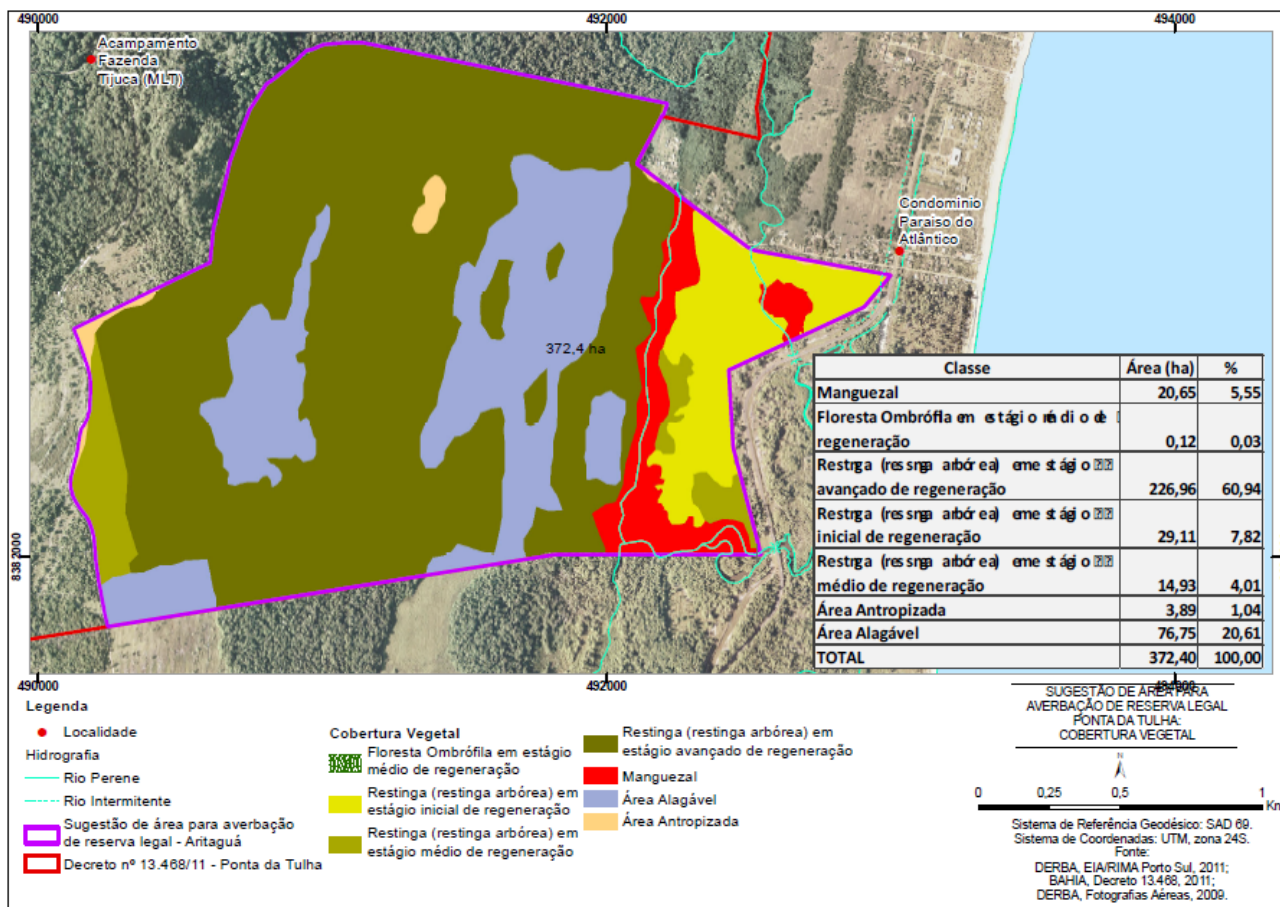 490000
492000
494000
Acampamento
Fazenda
Tijuca (MLT)
Condomínio
Paraiso do
Atlântico
372,4 ha
8382000
Classe Área (ha) %
Manguezal 20,65 5,55
Floresta Ombrófila em estágio médio de
regeneração 0,12 0,03
avançado de regeneração 226,96 60,94
inicial de regeneração 29,11 7,82
médio de regeneração 14,93 4,01
Área Antropizada 3,89 1,04
Área Alagável 76,75 20,61
TOTAL 372,40 100,00
490000
492000
484000
Legenda
Localidade
Hidrografia
Rio Perene
Rio Intermitente
Sugestão de área para averbação
de reserva legal - Aritaguá
Decreto nº 13.468/11 - Ponta da Tulha
Cobertura Vegetal
Floresta Ombrófila em estágio
médio de regeneração
Restinga (restinga arbórea) em
estágio inicial de regeneração
Restinga (restinga arbórea) em
estágio médio de regeneração
Restinga (restinga arbórea) em
estágio avançado de regeneração
Manguezal
Área Alagável
Área Antropizada
SUGESTÃO DE ÁREA PARA
AVERBAÇÃO DE RESERVA LEGAL
PONTA DA TULHA:
COBERTURA VEGETAL
N
0 0,25 0,5 1
Km
Sistema de Referência Geodésico: SAD 69.
Sistema de Coordenadas: UTM, zona 24S.
Fonte:
DERBA, EIA/RIMA Porto Sul, 2011;
BAHIA, Decreto 13.468, 2011;
DERBA, Fotografias Aéreas, 2009.